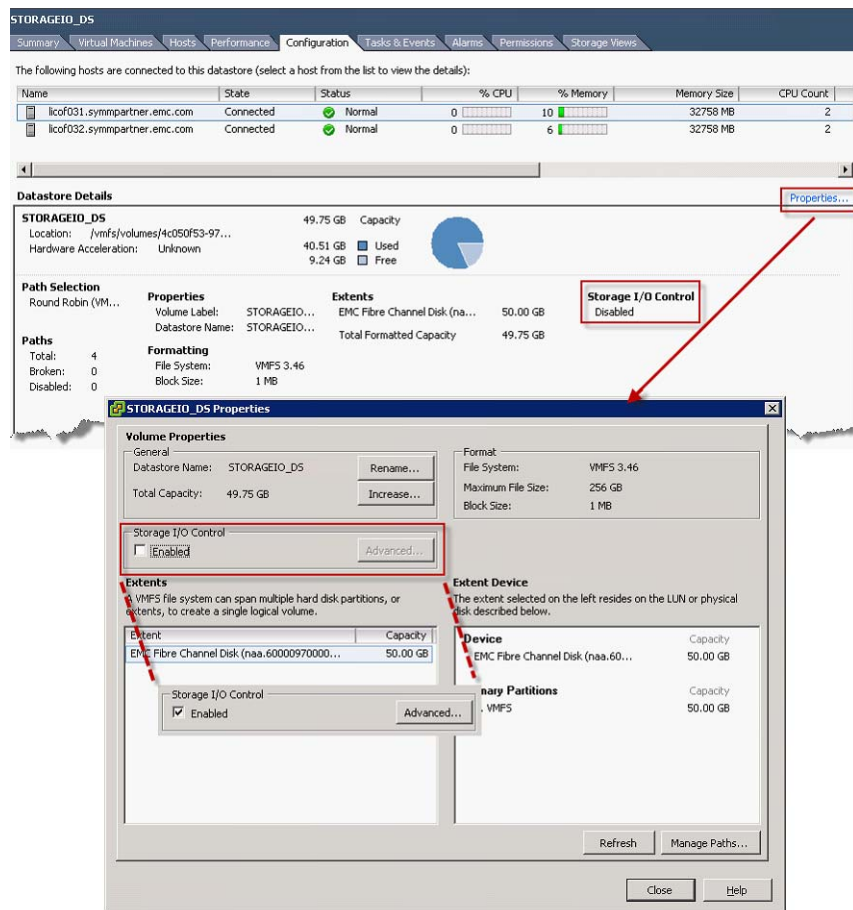 STORAGEIO_DS
Summary Virtual Machines Hosts Performance Configuration Tasks & Events Alarms Permissions Storage Views
The following hosts are connected to this datastore (select a host from the list to view the details):
Name State Status % CPU % Memory Memory Size CPU Count
licof031.symmpartner.emc.com Connected Normal 0 10 32758 MB 2
licof032.symmpartner.emc.com Connected Normal 0 6 32758 MB 2
Datastore Details Properties...
STORAGEIO_DS 49.75 GB Capacity
Location: /vmfs/volumes/4c050f53-97...
Hardware Acceleration: Unknown 40.51 GB Used
9.24 GB Free
Path Selection
Round Robin (VM...
Properties Extents Storage I/O Control
Volume Label: STORAGEIO... EMC Fibre Channel Disk (na... 50.00 GB Disabled
Datastore Name: STORAGEIO...
Total Formatted Capacity 49.75 GB
Paths
Total: 4
Broken: 0
Disabled: 0
Formatting
File System: VMFS 3.46
Block Size: 1 MB
STORAGEIO_DS Properties
Volume Properties
General
Datastore Name: STORAGEIO_DS Rename...
Total Capacity: 49.75 GB Increase...
Format
File System: VMFS 3.46
Maximum File Size: 256 GB
Block Size: 1 MB
Storage I/O Control
Enabled Advanced...
Extents
A VMFS file system can span multiple hard disk partitions, or
extents, to create a single logical volume.
Extent Capacity
EMC Fibre Channel Disk (naa.60000970000... 50.00 GB
Storage I/O Control
Enabled Advanced...
Extent Device
The extent selected on the left resides on the LUN or physical
disk described below.
Device Capacity
EMC Fibre Channel Disk (naa.60... 50.00 GB
Partitions Capacity
. VMFS 50.00 GB
Refresh Manage Paths...
Close Help